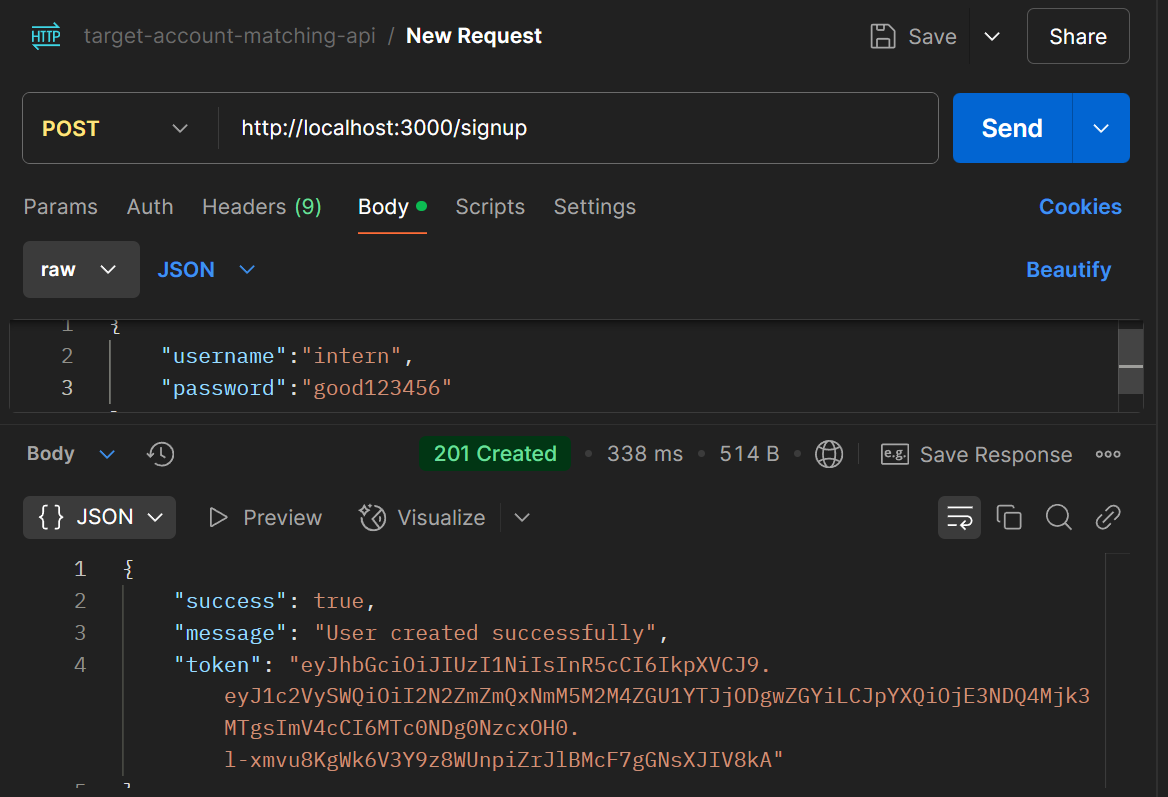 HTTP target-account-matching-api / New Request Save Share
POST http://localhost:3000/signup Send
Params Auth Headers (9) Body Scripts Settings Cookies
raw JSON Beautify
1 {
2 "username":"intern",
3 "password":"good123456"
Body 201 Created 338 ms 514 B e.g. Save Response
{} JSON Preview Visualize
1 {
2 "success": true,
3 "message": "User created successfully",
4 "token": "eyJhbGciOiJIUzI1NiIsInR5cCI6IkpXVCJ9.
eyJ1c2VySWQiOiI2N2ZmZmQxNmM5M2M4ZGU1YTJjODgwZGYiLCJpYXQiOjE3NDQ4Mjk3
MTgsImV4cCI6MTc0NDg0NzcxOH0.
l-xmvu8KgWk6V3Y9z8WUnpiZrJlBMcF7gGNsXJIV8kA"